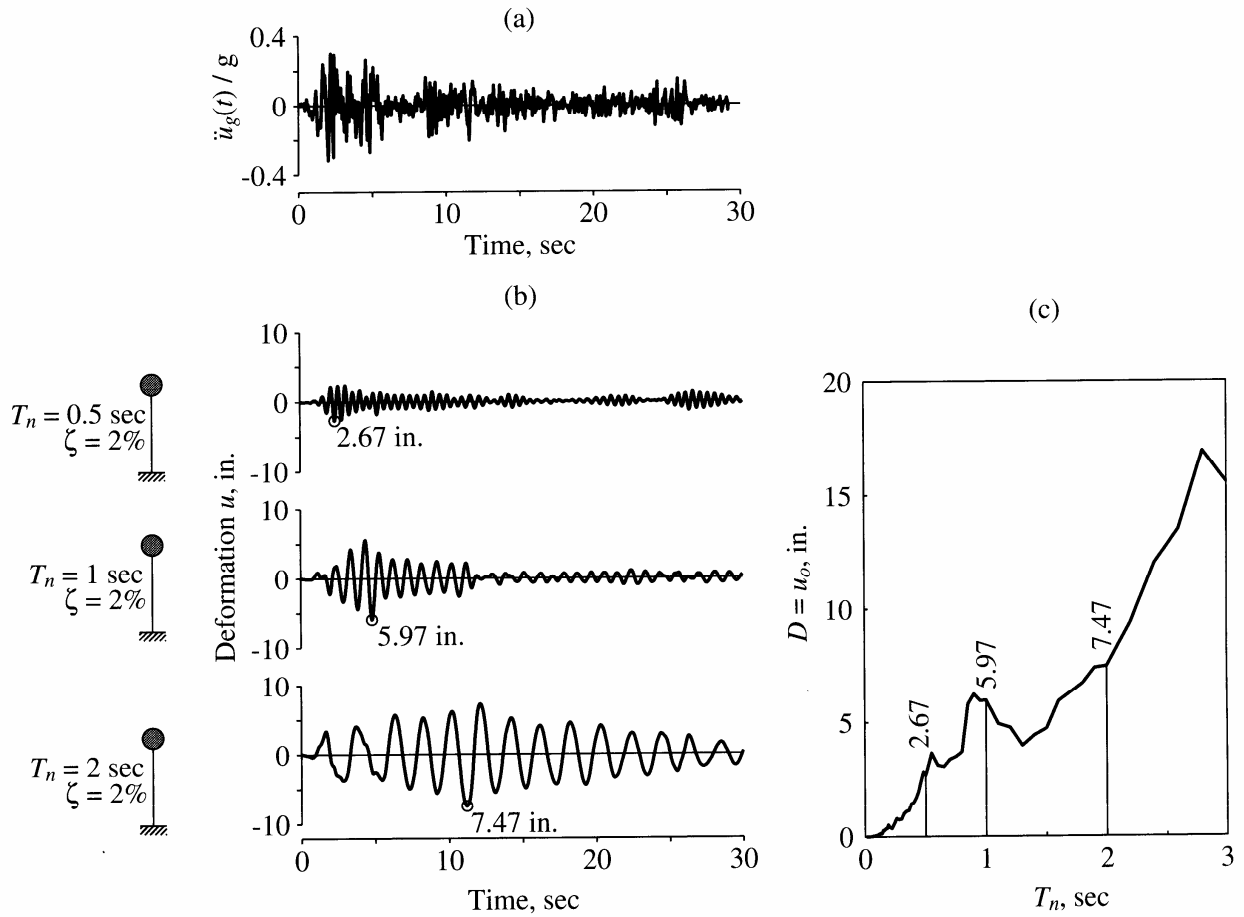 (a)
0.4
0
-0.4
ü_g(t) / g
0 10 20 30
Time, sec
(b)
T_n = 0.5 sec
ζ = 2%
T_n = 1 sec
ζ = 2%
T_n = 2 sec
ζ = 2%
Deformation u, in.
10
0
-10
2.67 in.
10
0
-10
5.97 in.
10
0
-10
7.47 in.
0 10 20 30
Time, sec
(c)
20
15
10
5
0
D = u_o, in.
2.67
5.97
7.47
0 1 2 3
T_n, sec